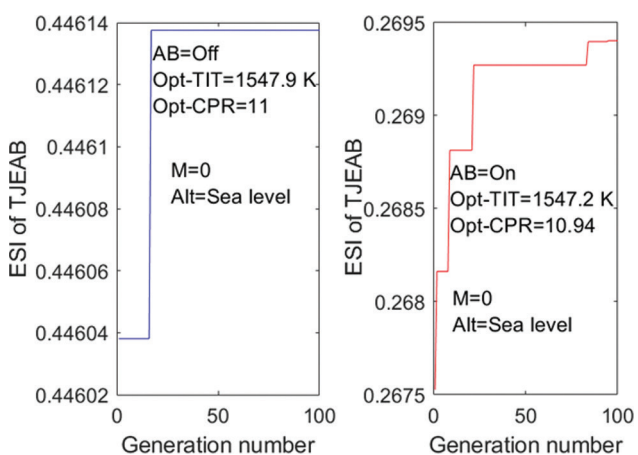 0.44614
0.44612
0.4461
0.44608
0.44606
0.44604
0.44602
ESI of TJEAB
AB=Off
Opt-TIT=1547.9 K
Opt-CPR=11
M=0
Alt=Sea level
0 50 100
Generation number
0.2695
0.269
0.2685
0.268
0.2675
ESI of TJEAB
AB=On
Opt-TIT=1547.2 K
Opt-CPR=10.94
M=0
Alt=Sea level
0 50 100
Generation number